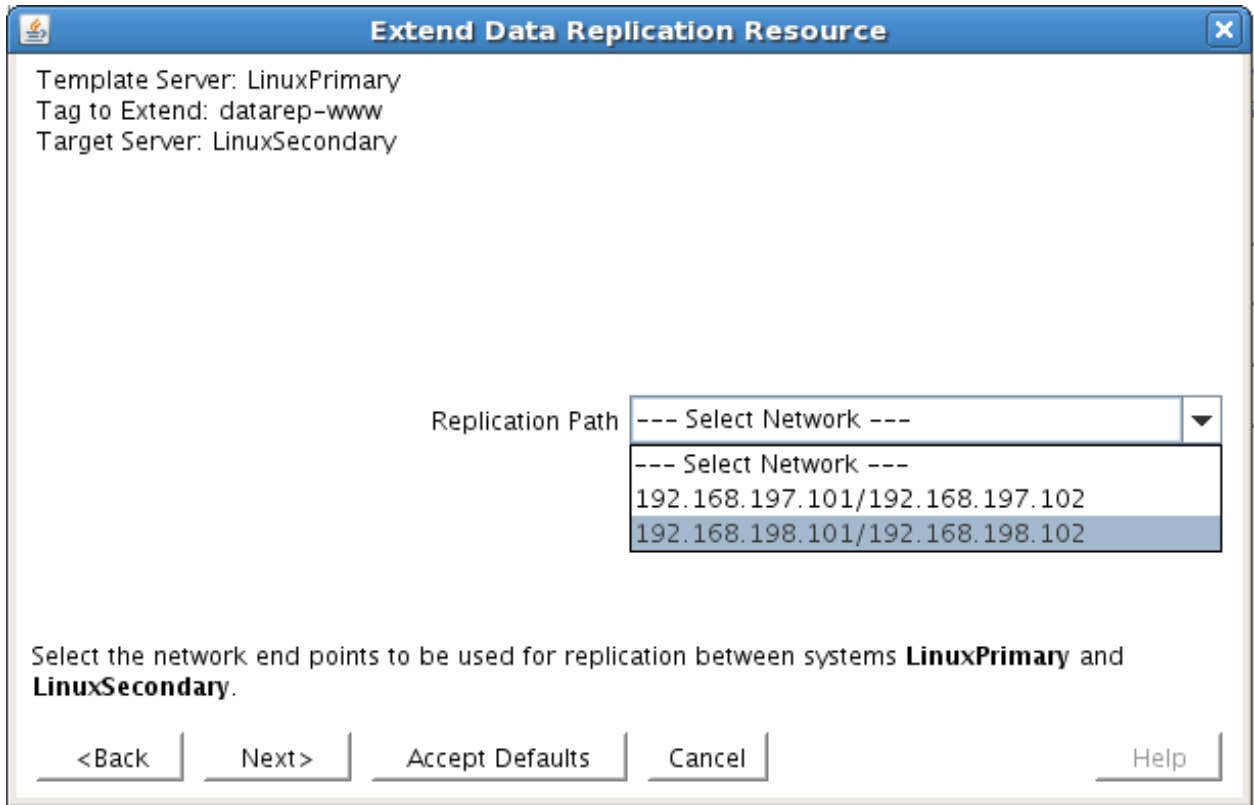 Extend Data Replication Resource
Template Server: LinuxPrimary
Tag to Extend: datarep-www
Target Server: LinuxSecondary
Replication Path --- Select Network ---
--- Select Network ---
192.168.197.101/192.168.197.102
192.168.198.101/192.168.198.102
Select the network end points to be used for replication between systems LinuxPrimary and
LinuxSecondary.
<Back Next> Accept Defaults Cancel Help